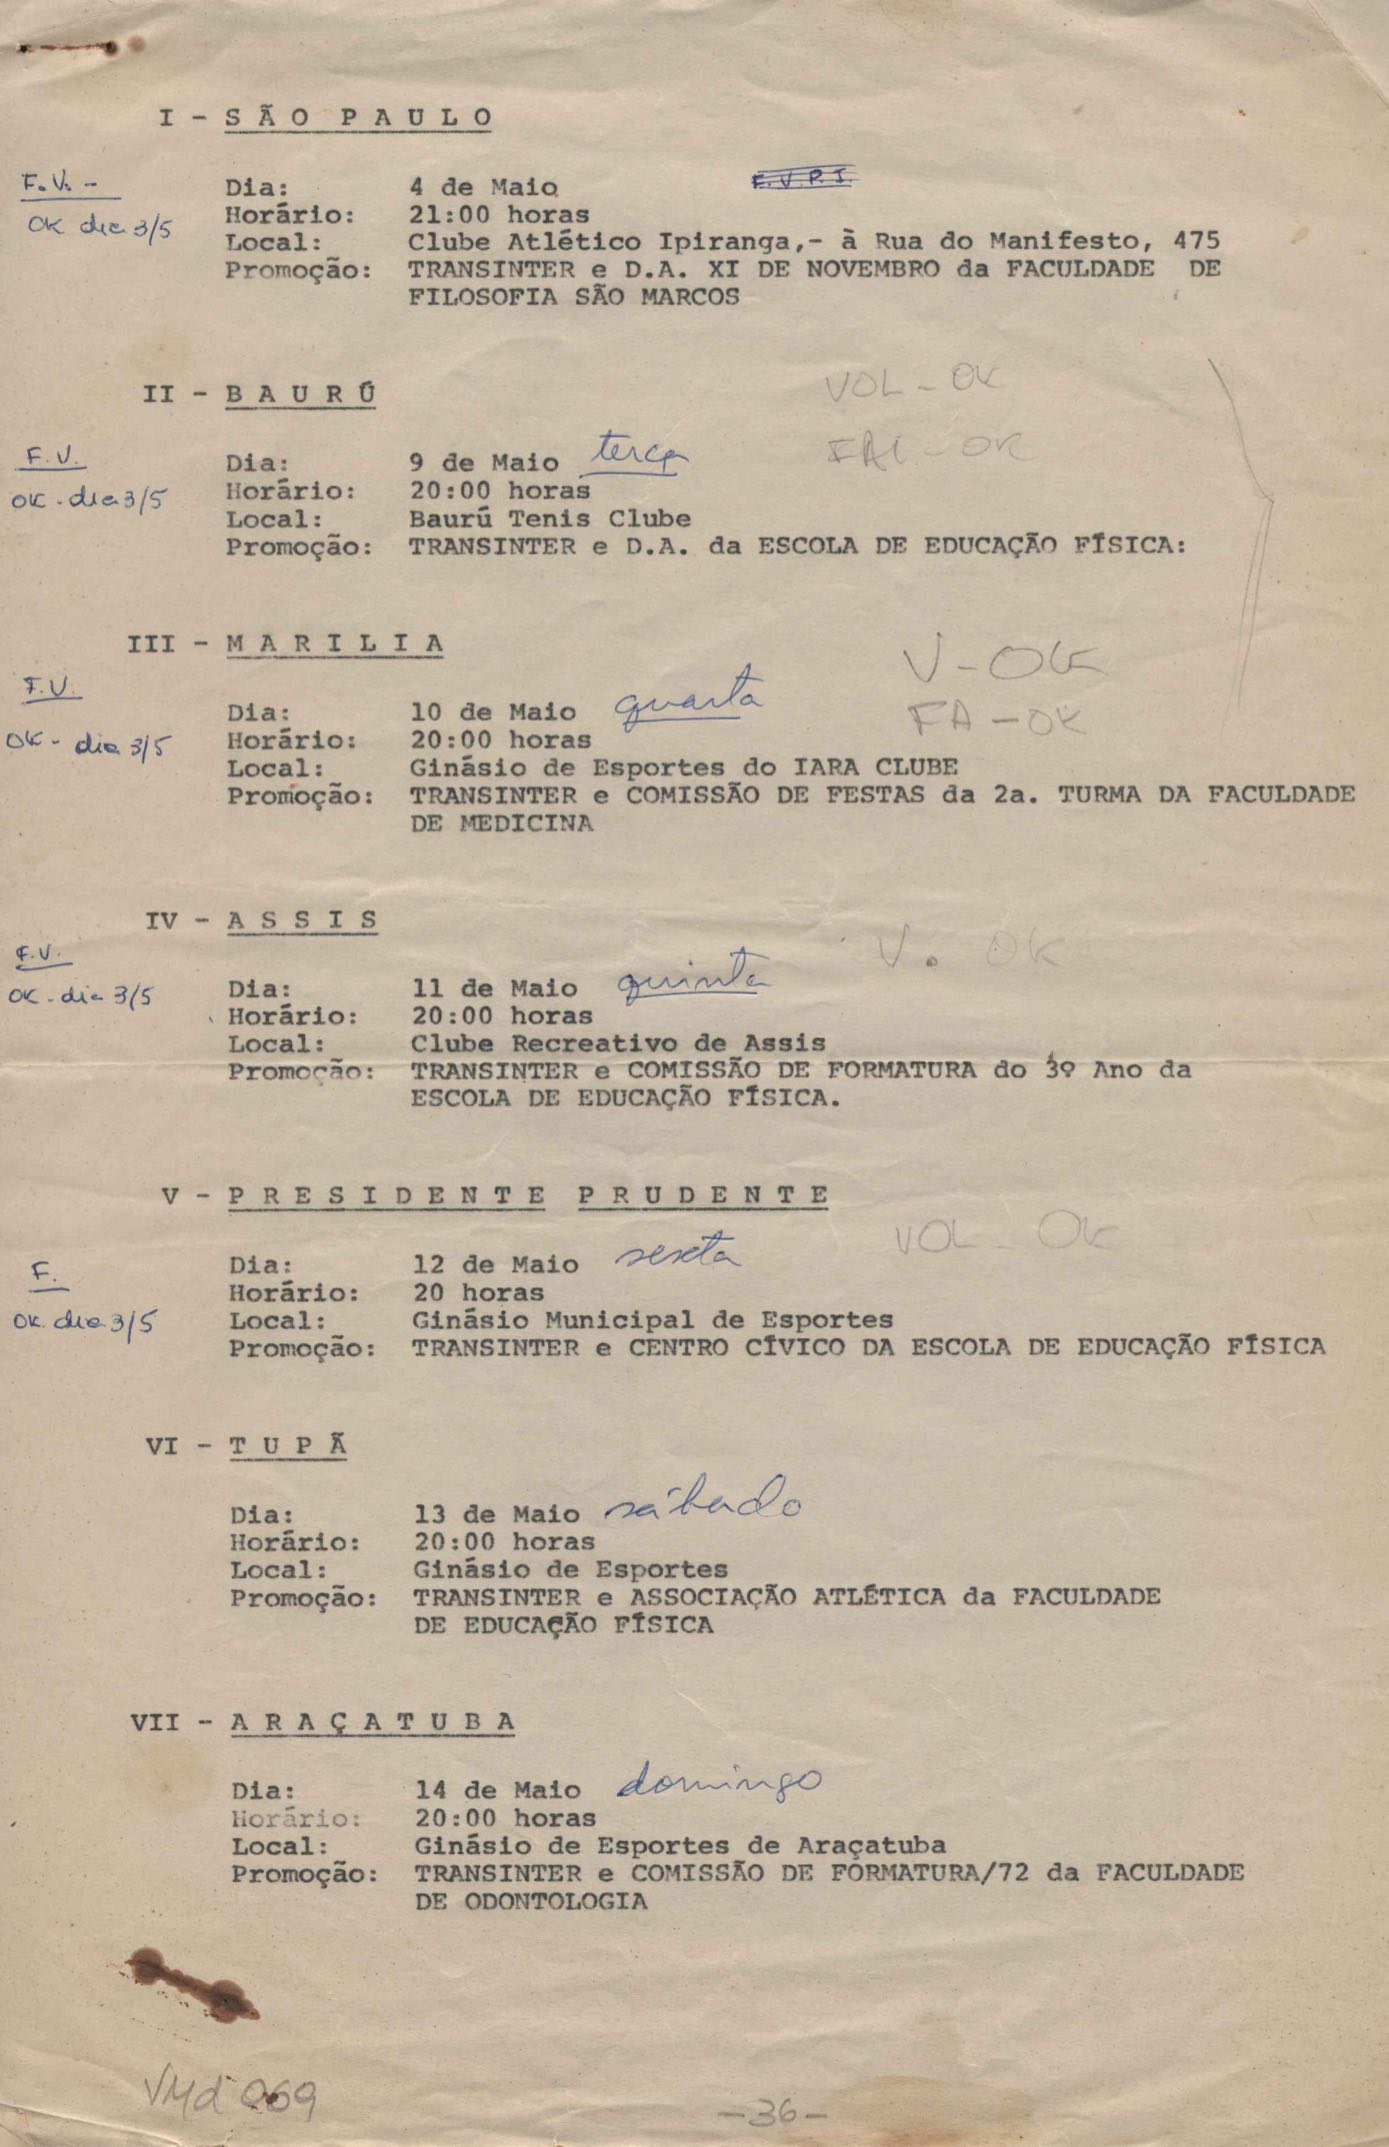 I - SÃO PAULO
F.V. -
OK dia 3/5
Dia: 4 de Maio
Horário: 21:00 horas
Local: Clube Atlético Ipiranga,- à Rua do Manifesto, 475
Promoção: TRANSINTER e D.A. XI DE NOVEMBRO da FACULDADE DE
FILOSOFIA SÃO MARCOS
II - BAURÚ
VOL - OK
F.V.
OK - dia 3/5
Dia: 9 de Maio terça
Horário: 20:00 horas
Local: Baurú Tenis Clube
Promoção: TRANSINTER e D.A. da ESCOLA DE EDUCAÇÃO FÍSICA:
III - MARILIA
V - OK
F.V.
OK - dia 3/5
Dia: 10 de Maio quarta FA - OK
Horário: 20:00 horas
Local: Ginásio de Esportes do IARA CLUBE
Promoção: TRANSINTER e COMISSÃO DE FESTAS da 2a. TURMA DA FACULDADE
DE MEDICINA
IV - ASSIS
F.V.
V. OK
OK - dia 3/5
Dia: 11 de Maio quinta
Horário: 20:00 horas
Local: Clube Recreativo de Assis
Promoção: TRANSINTER e COMISSÃO DE FORMATURA do 3º Ano da
ESCOLA DE EDUCAÇÃO FÍSICA.
V - PRESIDENTE PRUDENTE
VOL - OK
F.
OK. dia 3/5
Dia: 12 de Maio sexta
Horário: 20 horas
Local: Ginásio Municipal de Esportes
Promoção: TRANSINTER e CENTRO CÍVICO DA ESCOLA DE EDUCAÇÃO FÍSICA
VI - TUPÃ
Dia: 13 de Maio sábado
Horário: 20:00 horas
Local: Ginásio de Esportes
Promoção: TRANSINTER e ASSOCIAÇÃO ATLÉTICA da FACULDADE
DE EDUCAÇÃO FÍSICA
VII - ARAÇATUBA
Dia: 14 de Maio domingo
Horário: 20:00 horas
Local: Ginásio de Esportes de Araçatuba
Promoção: TRANSINTER e COMISSÃO DE FORMATURA/72 da FACULDADE
DE ODONTOLOGIA
VMd 069
-36-